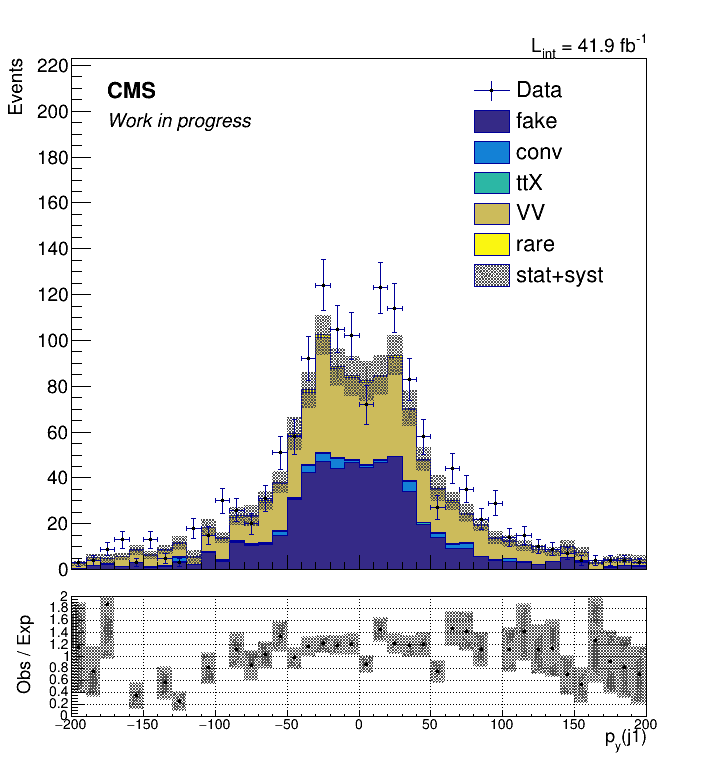 L_int = 41.9 fb^-1
Events
220
200
180
160
140
120
100
80
60
40
20
0
CMS
Work in progress
Data
fake
conv
ttX
VV
rare
stat+syst
Obs / Exp
2
1.8
1.6
1.4
1.2
1
0.8
0.6
0.4
0.2
0
−200 −150 −100 −50 0 50 100 150 200
p_y(j1)